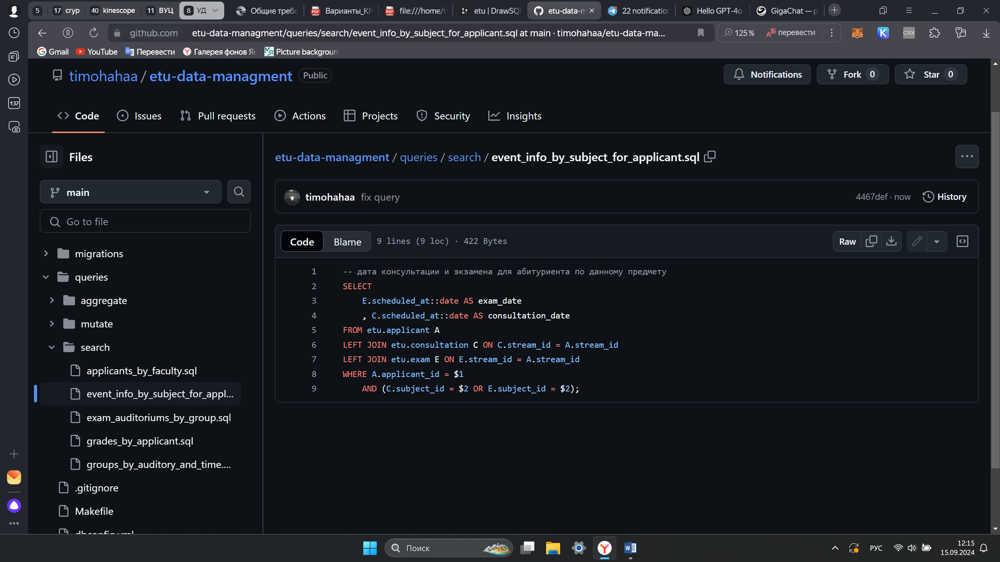 5
17 cryp
40 kinescope
11 ВУЦ
8 УД
Общие требо
Варианты_КР
file:///home/ti
etu | DrawSQL
etu-data-m
22 notification
Hello GPT-4o
GigaChat — р
github.com
etu-data-managment/queries/search/event_info_by_subject_for_applicant.sql at main · timohahaa/etu-data-ma...
125 %
перевести
CRX
Gmail
YouTube
Перевести
Галерея фонов Ян
Picture backgroun
137
timohahaa / etu-data-managment
Public
Notifications
Fork 0
Star 0
Code
Issues
Pull requests
Actions
Projects
Security
Insights
Files
main
Go to file
migrations
queries
aggregate
mutate
search
applicants_by_faculty.sql
event_info_by_subject_for_appl...
exam_auditoriums_by_group.sql
grades_by_applicant.sql
groups_by_auditory_and_time....
.gitignore
Makefile
dbconfig.yml
etu-data-managment / queries / search / event_info_by_subject_for_applicant.sql
timohahaa fix query
4467def · now
History
Code
Blame
9 lines (9 loc) · 422 Bytes
Raw
1 -- дата консультации и экзамена для абитуриента по данному предмету
2 SELECT
3 E.scheduled_at::date AS exam_date
4 , C.scheduled_at::date AS consultation_date
5 FROM etu.applicant A
6 LEFT JOIN etu.consultation C ON C.stream_id = A.stream_id
7 LEFT JOIN etu.exam E ON E.stream_id = A.stream_id
8 WHERE A.applicant_id = $1
9 AND (C.subject_id = $2 OR E.subject_id = $2);
Поиск
РУС
12:15
15.09.2024